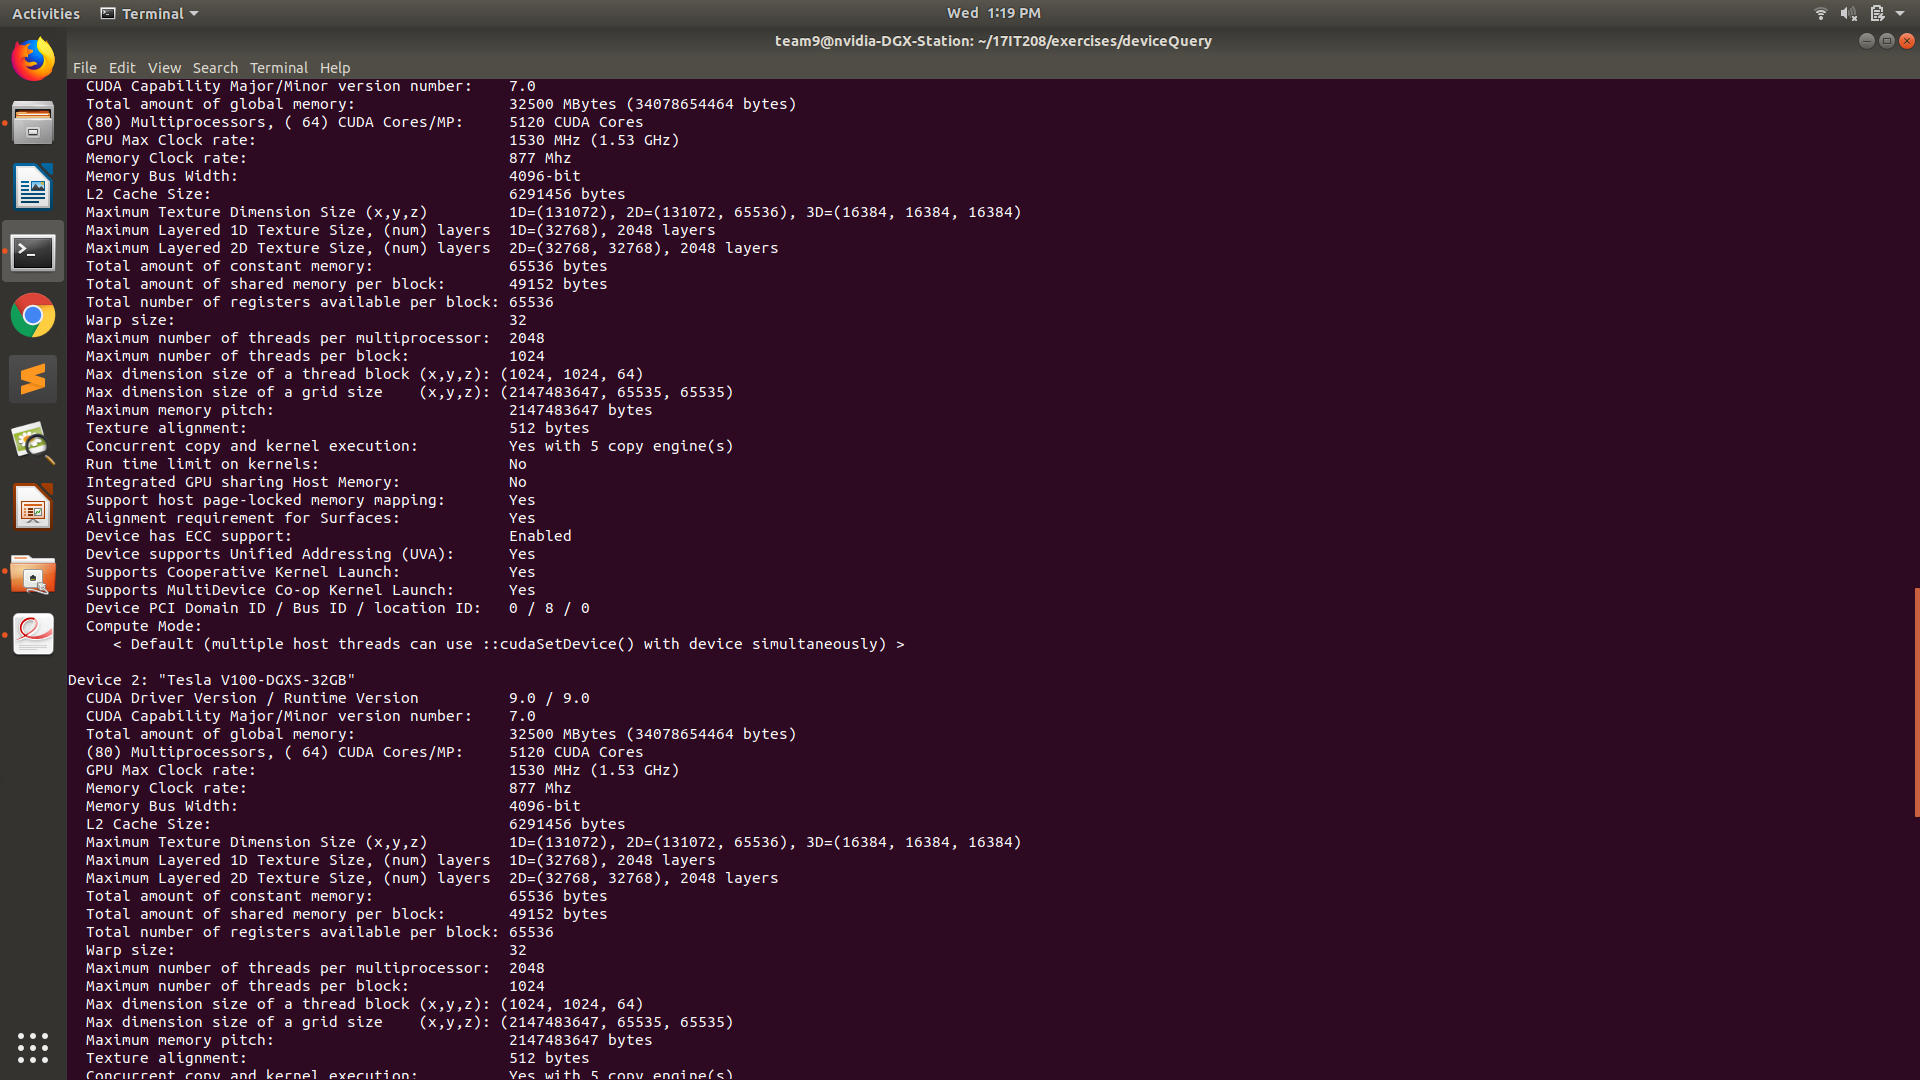 Activities Terminal Wed 1:19 PM
team9@nvidia-DGX-Station: ~/17IT208/exercises/deviceQuery
File Edit View Search Terminal Help
CUDA Capability Major/Minor version number: 7.0
Total amount of global memory: 32500 MBytes (34078654464 bytes)
(80) Multiprocessors, ( 64) CUDA Cores/MP: 5120 CUDA Cores
GPU Max Clock rate: 1530 MHz (1.53 GHz)
Memory Clock rate: 877 Mhz
Memory Bus Width: 4096-bit
L2 Cache Size: 6291456 bytes
Maximum Texture Dimension Size (x,y,z) 1D=(131072), 2D=(131072, 65536), 3D=(16384, 16384, 16384)
Maximum Layered 1D Texture Size, (num) layers 1D=(32768), 2048 layers
Maximum Layered 2D Texture Size, (num) layers 2D=(32768, 32768), 2048 layers
Total amount of constant memory: 65536 bytes
Total amount of shared memory per block: 49152 bytes
Total number of registers available per block: 65536
Warp size: 32
Maximum number of threads per multiprocessor: 2048
Maximum number of threads per block: 1024
Max dimension size of a thread block (x,y,z): (1024, 1024, 64)
Max dimension size of a grid size (x,y,z): (2147483647, 65535, 65535)
Maximum memory pitch: 2147483647 bytes
Texture alignment: 512 bytes
Concurrent copy and kernel execution: Yes with 5 copy engine(s)
Run time limit on kernels: No
Integrated GPU sharing Host Memory: No
Support host page-locked memory mapping: Yes
Alignment requirement for Surfaces: Yes
Device has ECC support: Enabled
Device supports Unified Addressing (UVA): Yes
Supports Cooperative Kernel Launch: Yes
Supports MultiDevice Co-op Kernel Launch: Yes
Device PCI Domain ID / Bus ID / location ID: 0 / 8 / 0
Compute Mode:
< Default (multiple host threads can use ::cudaSetDevice() with device simultaneously) >
Device 2: "Tesla V100-DGXS-32GB"
CUDA Driver Version / Runtime Version 9.0 / 9.0
CUDA Capability Major/Minor version number: 7.0
Total amount of global memory: 32500 MBytes (34078654464 bytes)
(80) Multiprocessors, ( 64) CUDA Cores/MP: 5120 CUDA Cores
GPU Max Clock rate: 1530 MHz (1.53 GHz)
Memory Clock rate: 877 Mhz
Memory Bus Width: 4096-bit
L2 Cache Size: 6291456 bytes
Maximum Texture Dimension Size (x,y,z) 1D=(131072), 2D=(131072, 65536), 3D=(16384, 16384, 16384)
Maximum Layered 1D Texture Size, (num) layers 1D=(32768), 2048 layers
Maximum Layered 2D Texture Size, (num) layers 2D=(32768, 32768), 2048 layers
Total amount of constant memory: 65536 bytes
Total amount of shared memory per block: 49152 bytes
Total number of registers available per block: 65536
Warp size: 32
Maximum number of threads per multiprocessor: 2048
Maximum number of threads per block: 1024
Max dimension size of a thread block (x,y,z): (1024, 1024, 64)
Max dimension size of a grid size (x,y,z): (2147483647, 65535, 65535)
Maximum memory pitch: 2147483647 bytes
Texture alignment: 512 bytes
Concurrent copy and kernel execution: Yes with 5 copy engine(s)